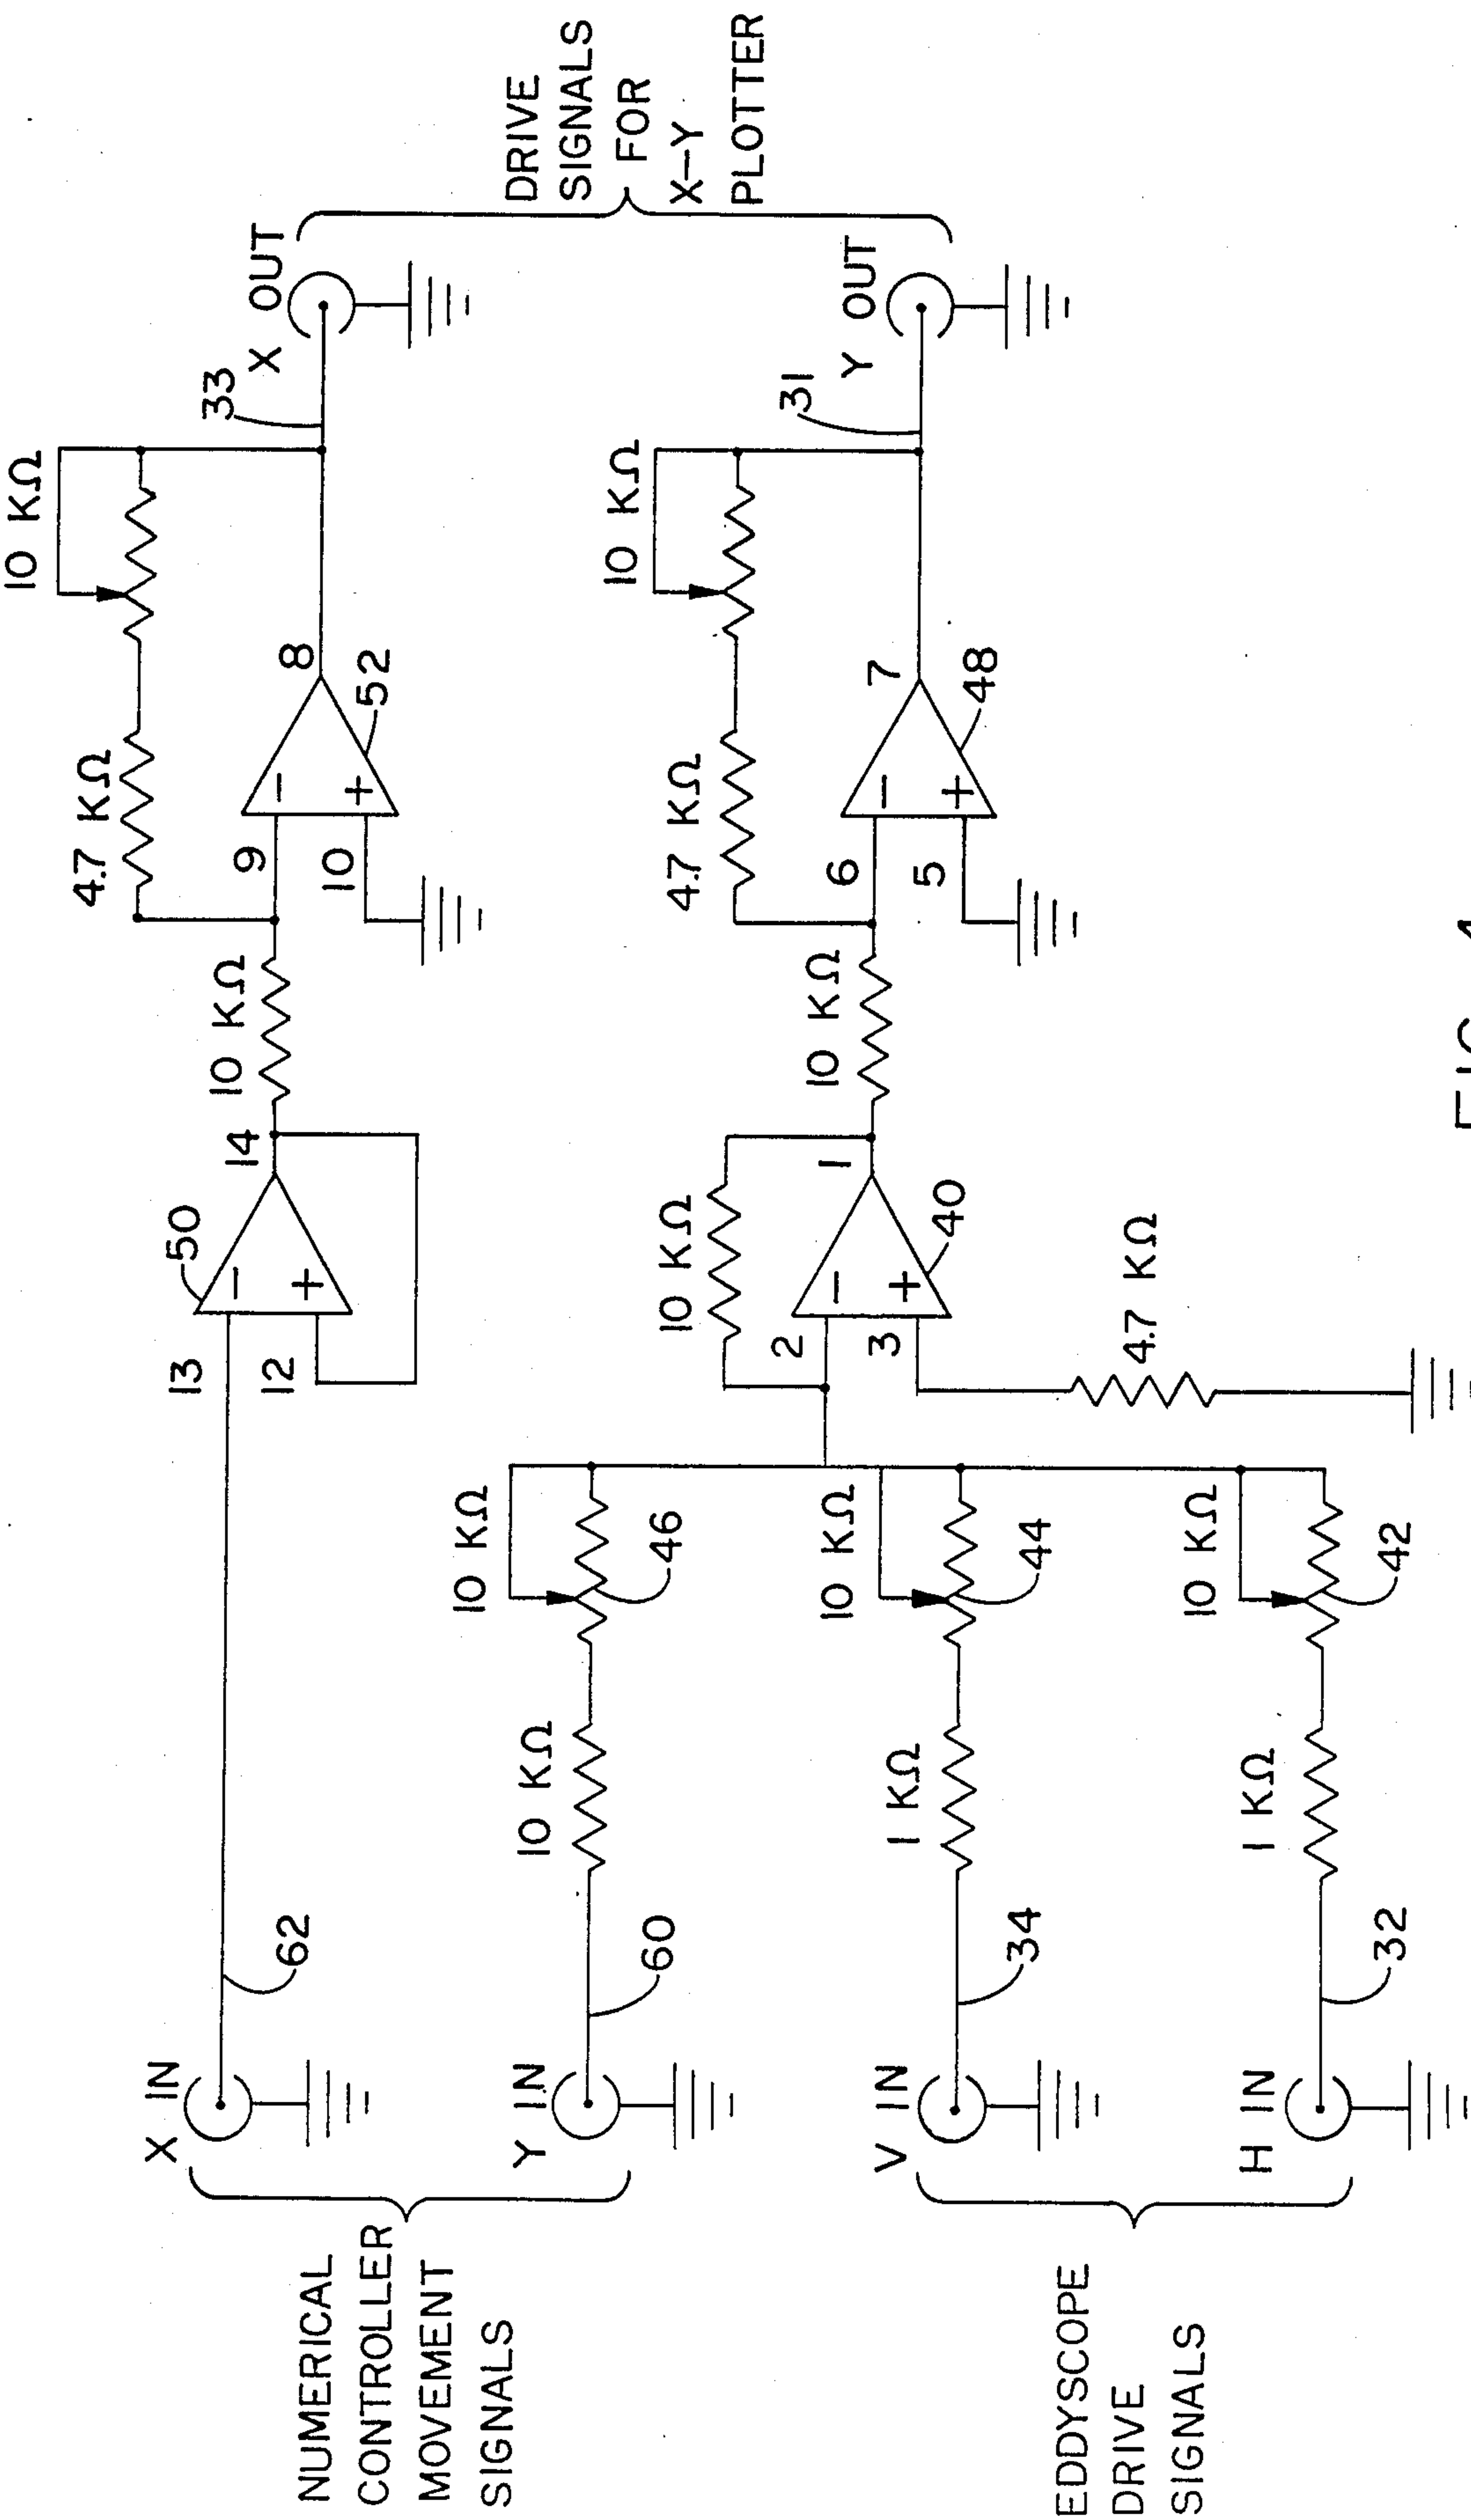 NUMERICAL
CONTROLLER
MOVEMENT
SIGNALS
X IN
62
13
12
50
14
10 KΩ
9
10
4.7 KΩ
10 KΩ
8
52
33
X OUT
Y IN
60
10 KΩ
10 KΩ
46
EDDYSCOPE
DRIVE
SIGNALS
V IN
34
1 KΩ
10 KΩ
44
H IN
32
1 KΩ
10 KΩ
42
2
3
10 KΩ
1
40
4.7 KΩ
10 KΩ
6
5
4.7 KΩ
10 KΩ
7
48
31
Y OUT
DRIVE
SIGNALS
FOR
X-Y
PLOTTER